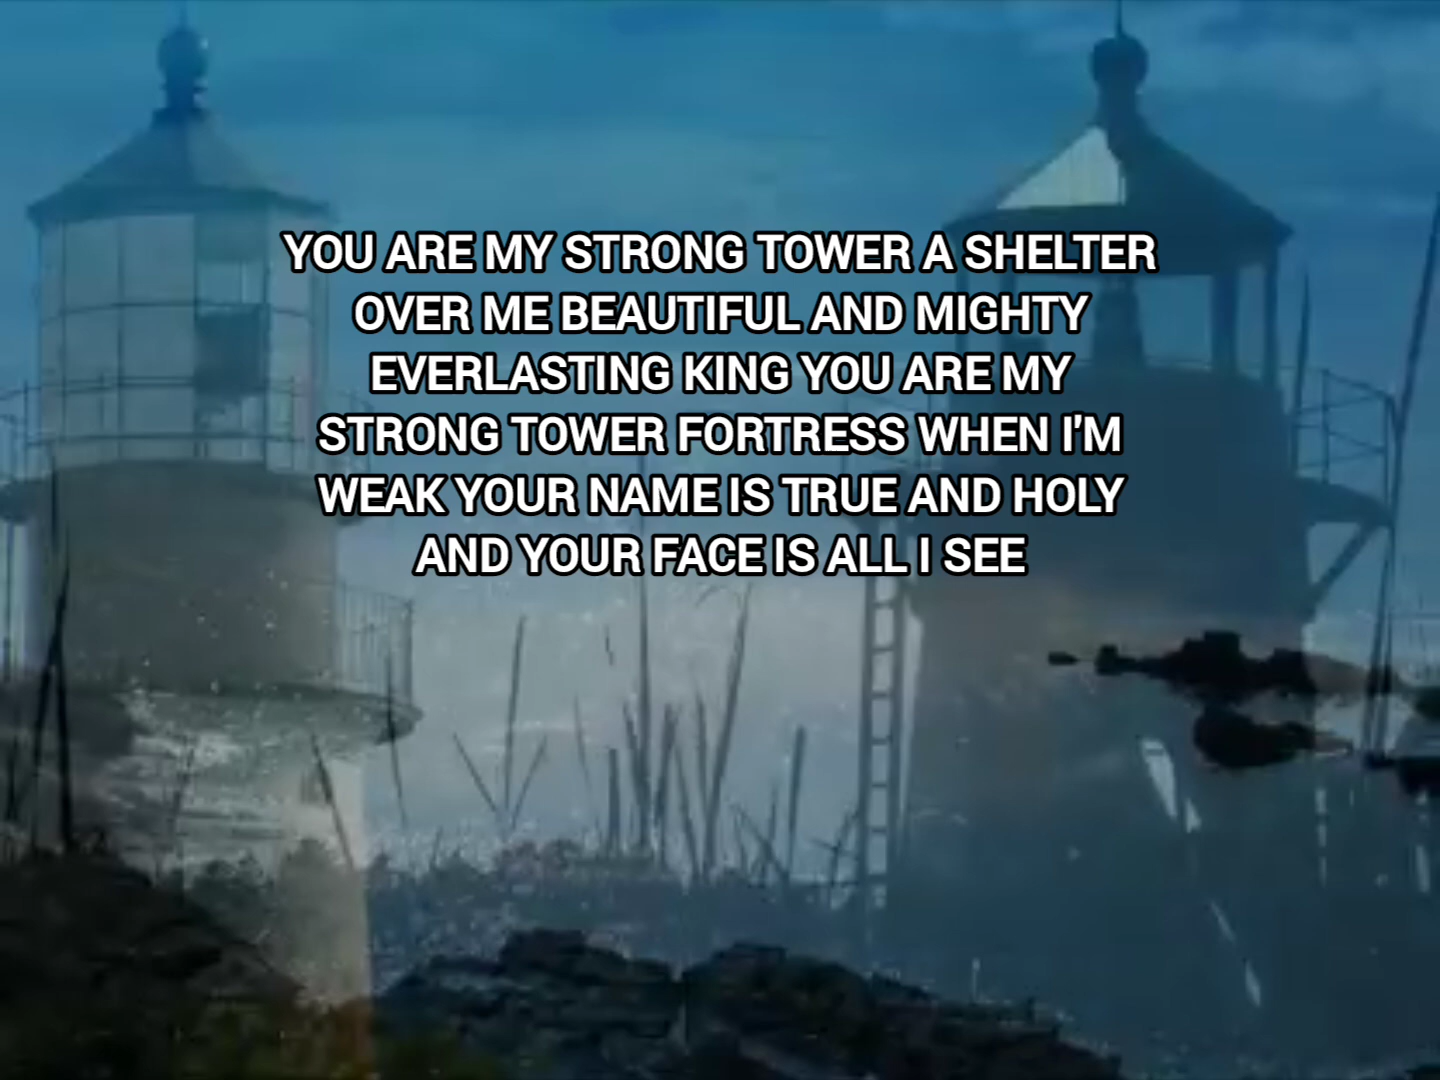 YOU ARE MY STRONG TOWER A SHELTER
OVER ME BEAUTIFUL AND MIGHTY
EVERLASTING KING YOU ARE MY
STRONG TOWER FORTRESS WHEN I'M
WEAK YOUR NAME IS TRUE AND HOLY
AND YOUR FACE IS ALL I SEE